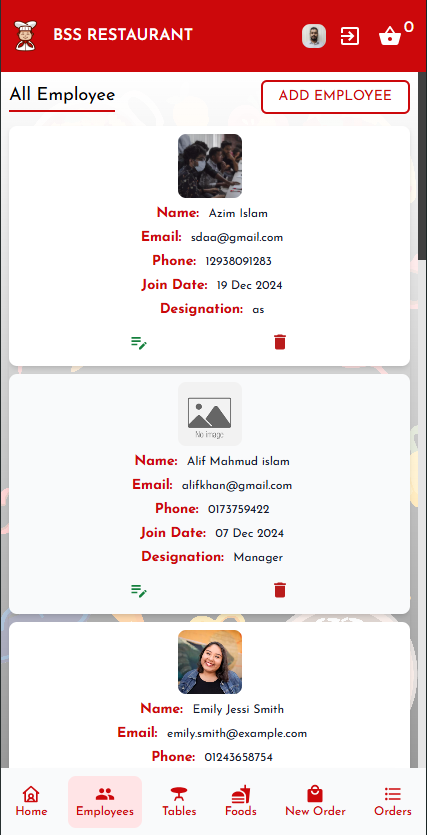 BSS RESTAURANT
0
All Employee
ADD EMPLOYEE
Name: Azim Islam
Email: sdaa@gmail.com
Phone: 12938091283
Join Date: 19 Dec 2024
Designation: as
No image
Name: Alif Mahmud islam
Email: alifkhan@gmail.com
Phone: 0173759422
Join Date: 07 Dec 2024
Designation: Manager
Name: Emily Jessi Smith
Email: emily.smith@example.com
Phone: 01243658754
Home Employees Tables Foods New Order Orders